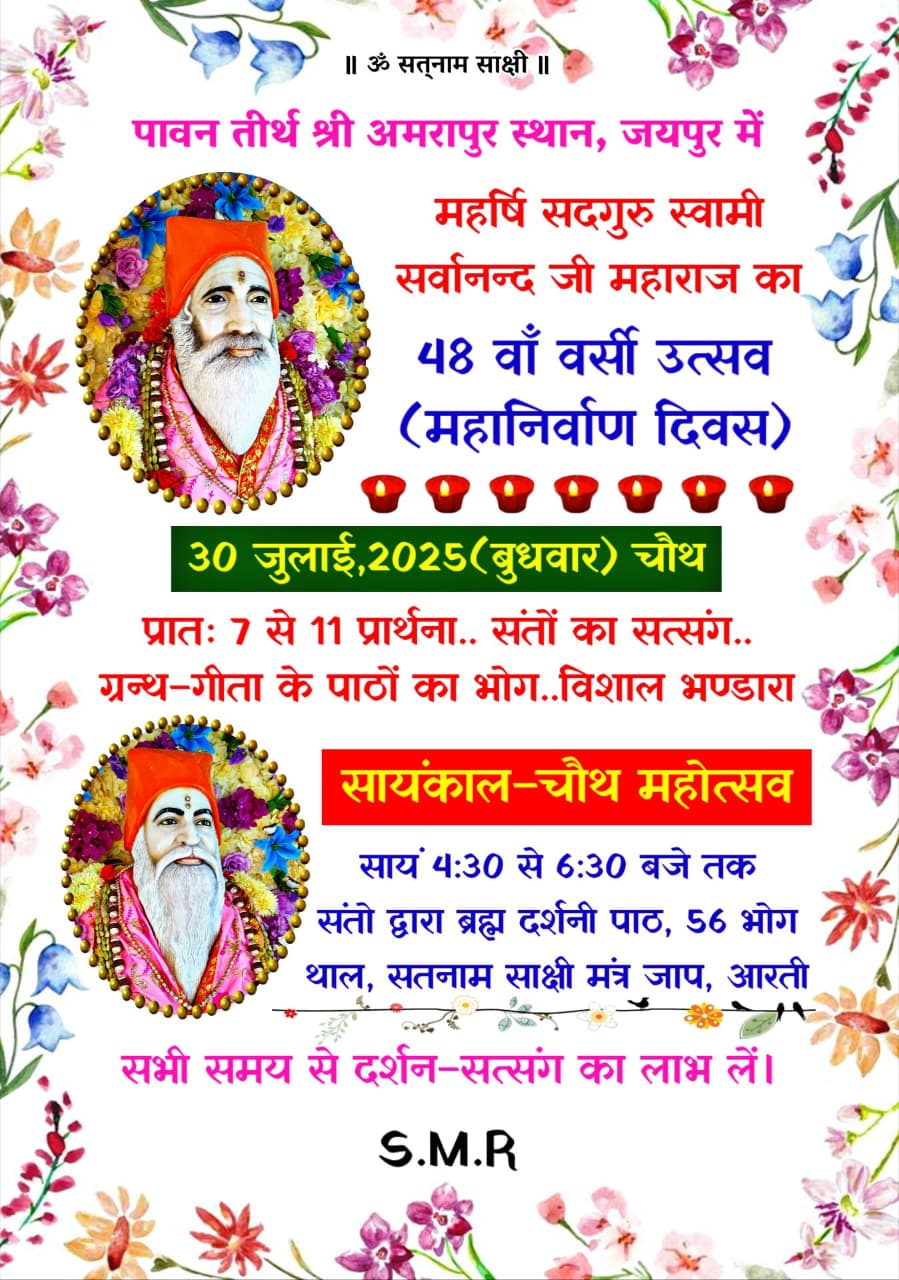 ॥ ॐ सत्‌नाम साक्षी ॥
पावन तीर्थ श्री अमरापुर स्थान, जयपुर में
महर्षि सदगुरु स्वामी
सर्वानन्द जी महाराज का
48 वाँ वर्सी उत्सव
(महानिर्वाण दिवस)
30 जुलाई,2025(बुधवार) चौथ
प्रातः 7 से 11 प्रार्थना.. संतों का सत्संग..
ग्रन्थ-गीता के पाठों का भोग..विशाल भण्डारा
सायंकाल-चौथ महोत्सव
सायं 4:30 से 6:30 बजे तक
संतो द्वारा ब्रह्म दर्शनी पाठ, 56 भोग
थाल, सतनाम साक्षी मंत्र जाप, आरती
सभी समय से दर्शन-सत्संग का लाभ लें।
S.M.R